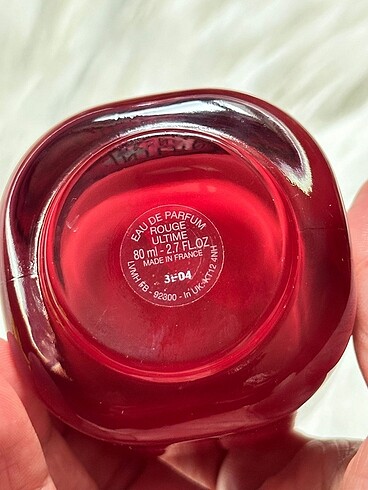 EAU DE PARFUM
ROUGE
ULTIME
80 ml - 2.7 FL.OZ
MADE IN FRANCE
3E04
LVMH FB - 92300 - In UK: KT12 4NH